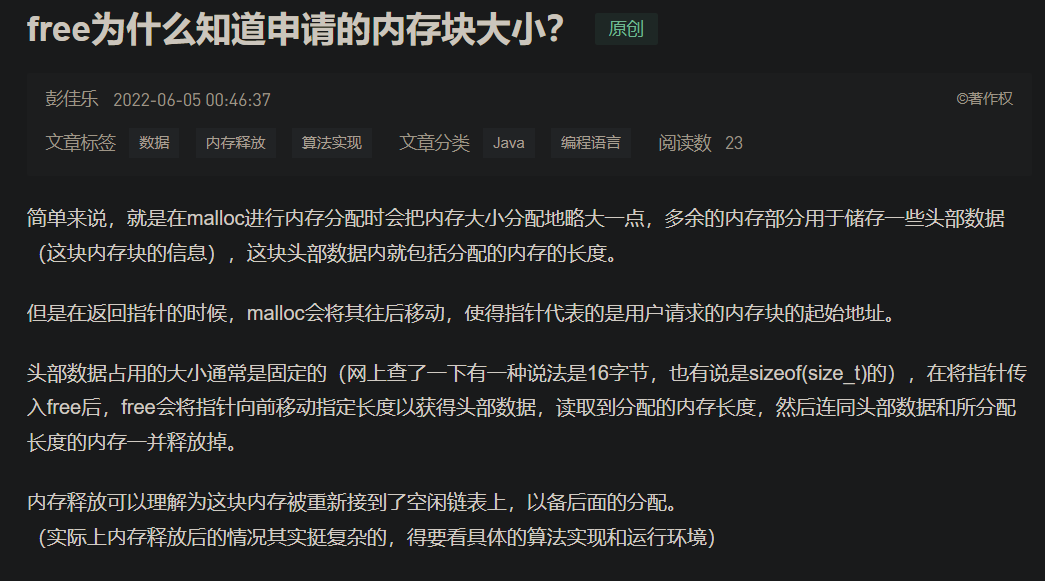 free为什么知道申请的内存块大小？ 原创
彭佳乐 2022-06-05 00:46:37 ©著作权
文章标签 数据 内存释放 算法实现 文章分类 Java 编程语言 阅读数 23
简单来说，就是在malloc进行内存分配时会把内存大小分配地略大一点，多余的内存部分用于储存一些头部数据
（这块内存块的信息），这块头部数据内就包括分配的内存的长度。
但是在返回指针的时候，malloc会将其往后移动，使得指针代表的是用户请求的内存块的起始地址。
头部数据占用的大小通常是固定的（网上查了一下有一种说法是16字节，也有说是sizeof(size_t)的），在将指针传
入free后，free会将指针向前移动指定长度以获得头部数据，读取到分配的内存长度，然后连同头部数据和所分配
长度的内存一并释放掉。
内存释放可以理解为这块内存被重新接到了空闲链表上，以备后面的分配。
（实际上内存释放后的情况其实挺复杂的，得要看具体的算法实现和运行环境）